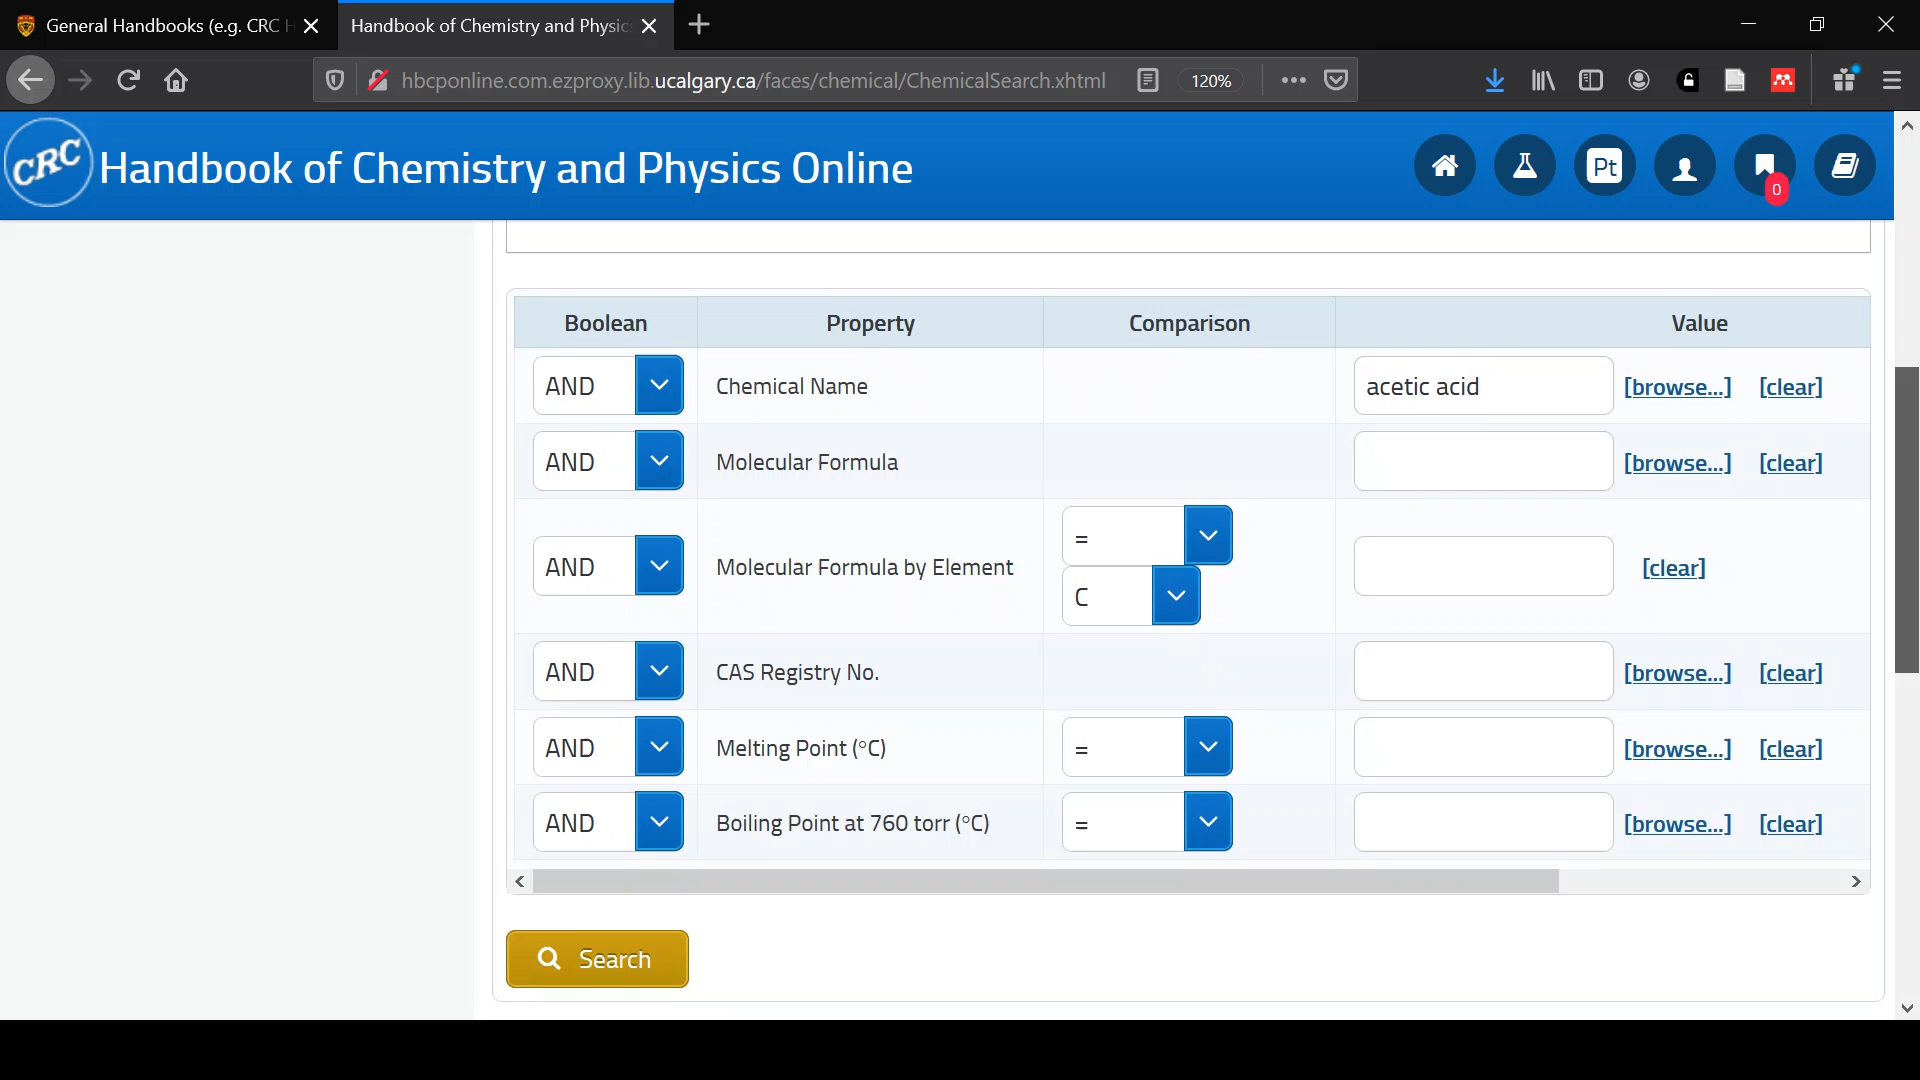 General Handbooks (e.g. CRC H
Handbook of Chemistry and Physic
hbcponline.com.ezproxy.lib.ucalgary.ca/faces/chemical/ChemicalSearch.xhtml
120%
CRC Handbook of Chemistry and Physics Online
Pt
0
Boolean Property Comparison Value
AND Chemical Name acetic acid [browse...] [clear]
AND Molecular Formula [browse...] [clear]
=
AND Molecular Formula by Element [clear]
C
AND CAS Registry No. [browse...] [clear]
AND Melting Point (°C) = [browse...] [clear]
AND Boiling Point at 760 torr (°C) = [browse...] [clear]
Search